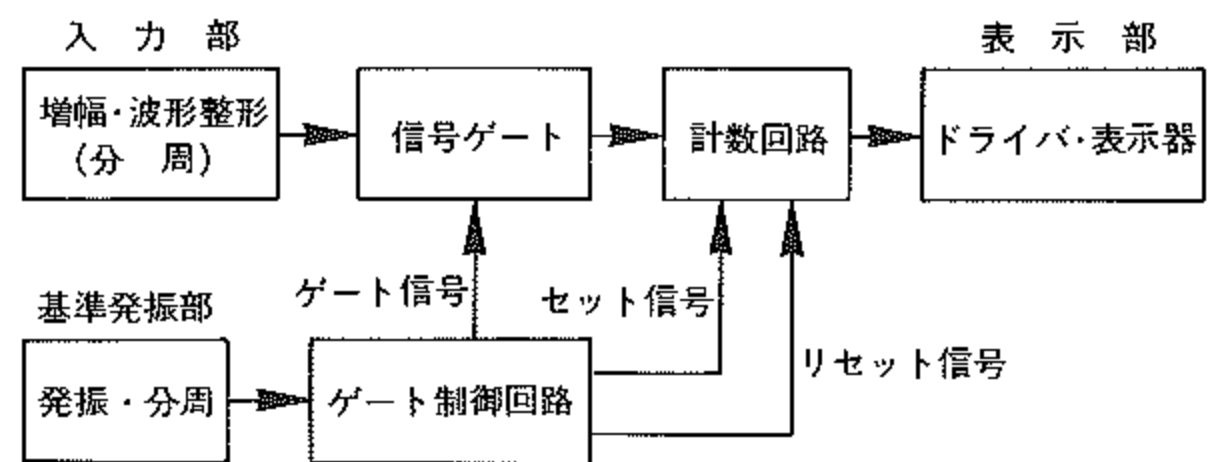 入力部
表示部
増幅・波形整形
(分周)
信号ゲート
計数回路
ドライバ・表示器
ゲート信号
セット信号
基準発振部
リセット信号
発振・分周
ゲート制御回路